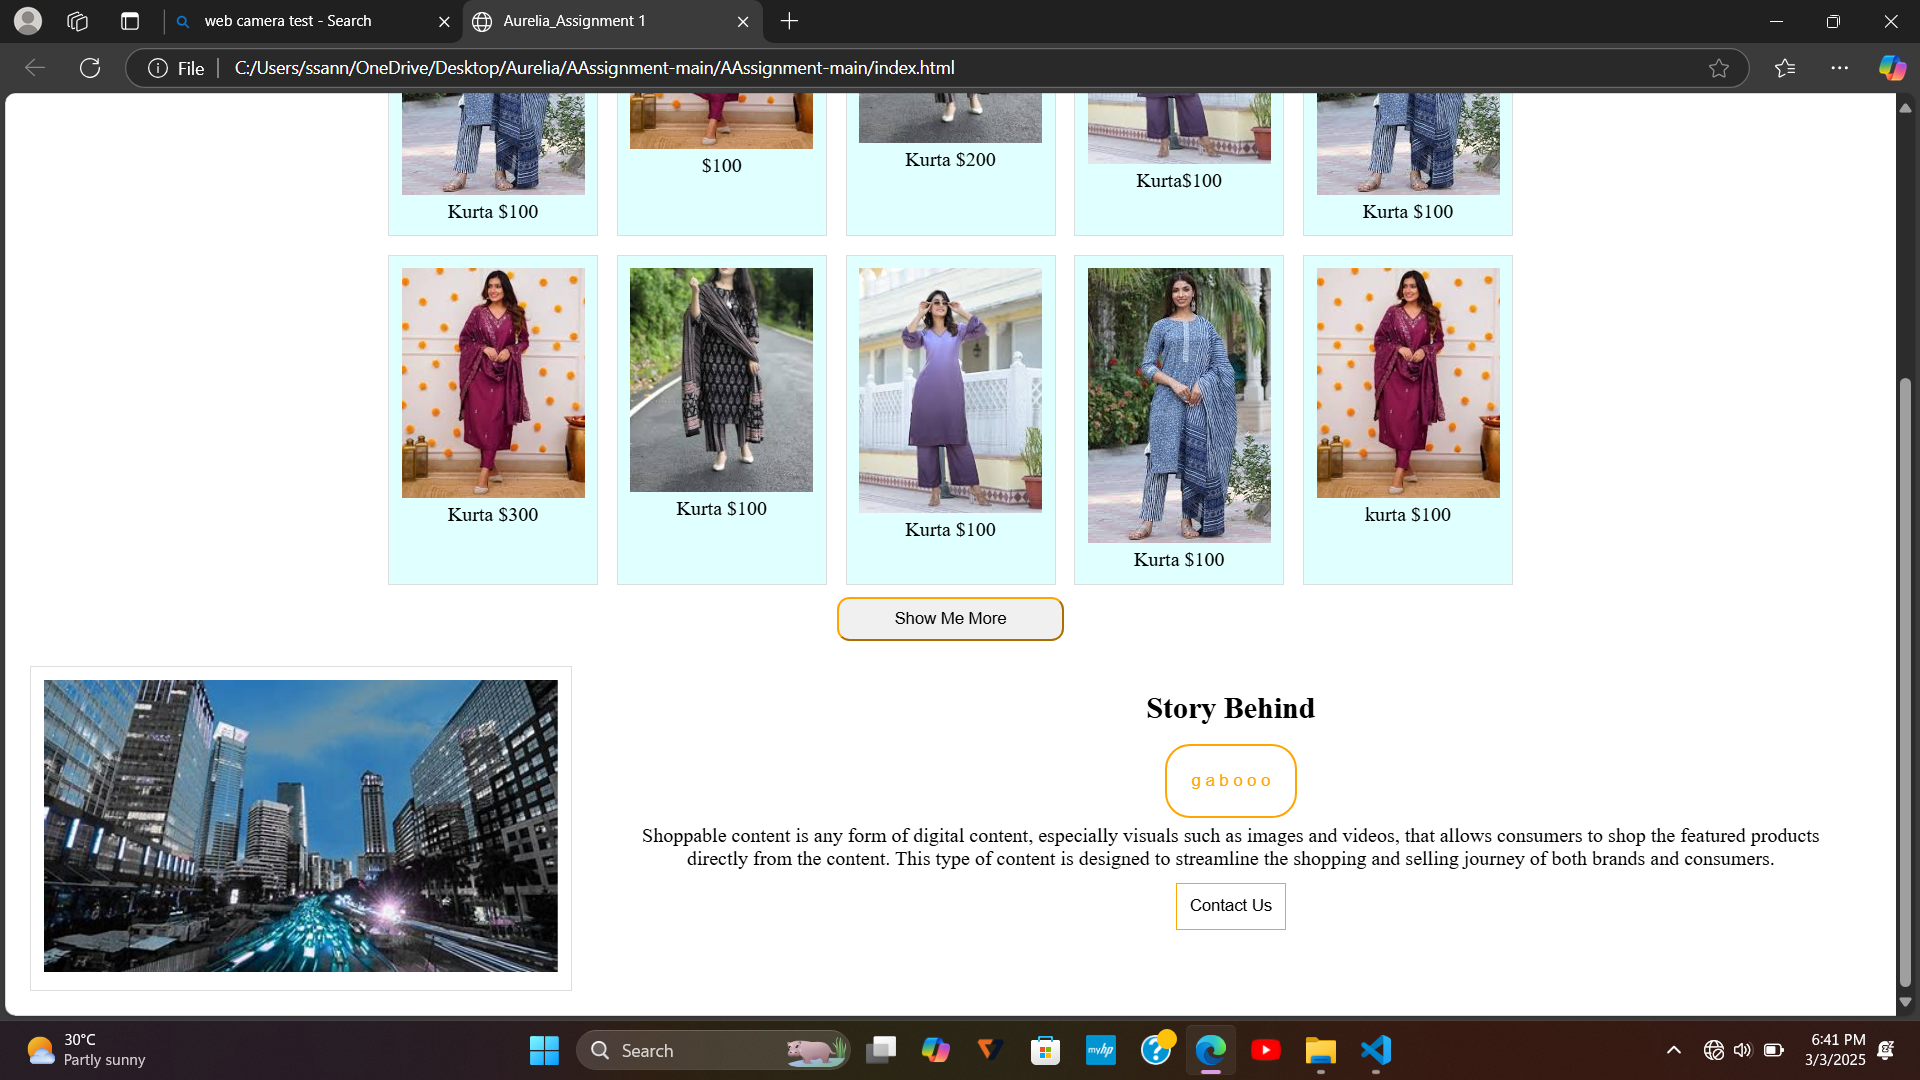 web camera test - Search
Aurelia_Assignment 1
File
C:/Users/ssann/OneDrive/Desktop/Aurelia/AAssignment-main/AAssignment-main/index.html
$100
Kurta $200
Kurta$100
Kurta $100
Kurta $100
Kurta $300
Kurta $100
Kurta $100
Kurta $100
kurta $100
Show Me More
Story Behind
gabooo
Shoppable content is any form of digital content, especially visuals such as images and videos, that allows consumers to shop the featured products
directly from the content. This type of content is designed to streamline the shopping and selling journey of both brands and consumers.
Contact Us
30°C
Partly sunny
Search
myhp
6:41 PM
3/3/2025